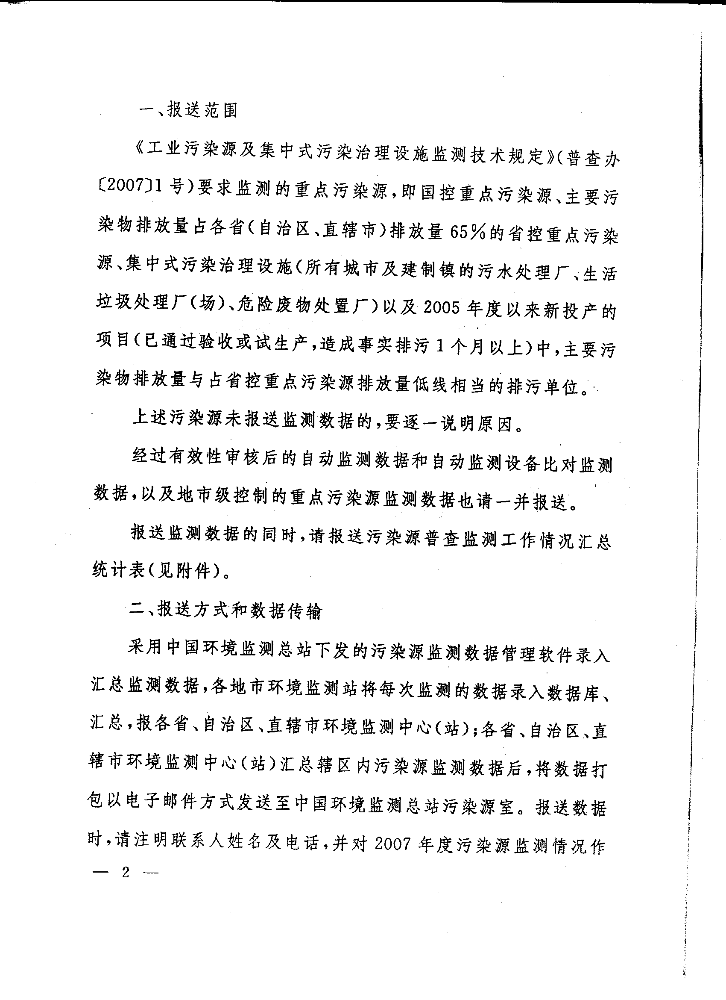 一、报送范围
《工业污染源及集中式污染治理设施监测技术规定》(普查办
〔2007〕1号)要求监测的重点污染源,即国控重点污染源、主要污
染物排放量占各省(自治区、直辖市)排放量65%的省控重点污染
源、集中式污染治理设施(所有城市及建制镇的污水处理厂、生活
垃圾处理厂(场)、危险废物处置厂)以及2005年度以来新投产的
项目(已通过验收或试生产,造成事实排污1个月以上)中,主要污
染物排放量与占省控重点污染源排放量低线相当的排污单位。
上述污染源未报送监测数据的,要逐一说明原因。
经过有效性审核后的自动监测数据和自动监测设备比对监测
数据,以及地市级控制的重点污染源监测数据也请一并报送。
报送监测数据的同时,请报送污染源普查监测工作情况汇总
统计表(见附件)。
二、报送方式和数据传输
采用中国环境监测总站下发的污染源监测数据管理软件录入
汇总监测数据,各地市环境监测站将每次监测的数据录入数据库、
汇总,报各省、自治区、直辖市环境监测中心(站);各省、自治区、直
辖市环境监测中心(站)汇总辖区内污染源监测数据后,将数据打
包以电子邮件方式发送至中国环境监测总站污染源室。报送数据
时,请注明联系人姓名及电话,并对2007年度污染源监测情况作
— 2 —